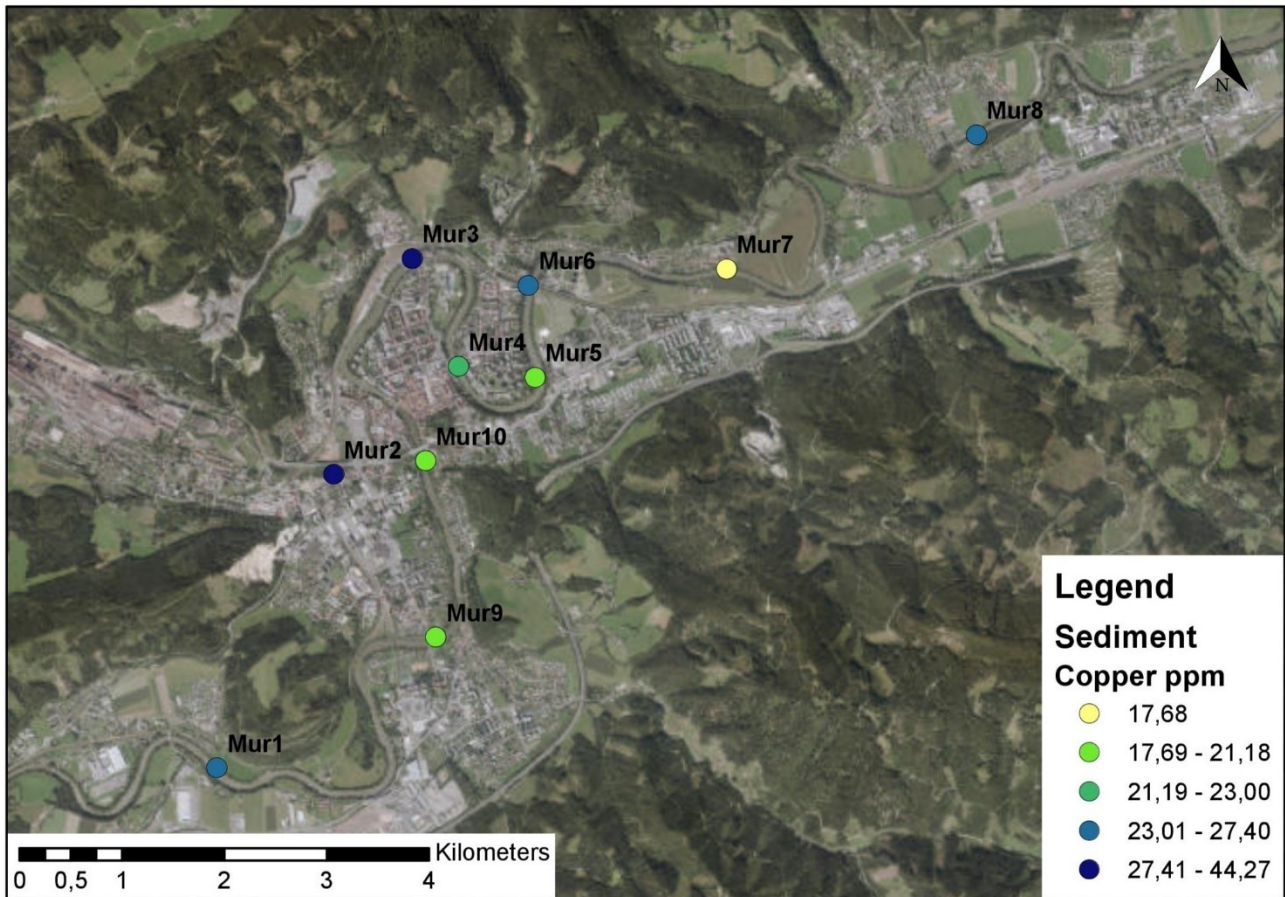 N
Mur8
Mur3
Mur6
Mur7
Mur4
Mur5
Mur10
Mur2
Mur9
Mur1
Legend
Sediment
Copper ppm
17,68
17,69 - 21,18
21,19 - 23,00
23,01 - 27,40
27,41 - 44,27
Kilometers
0 0,5 1 2 3 4